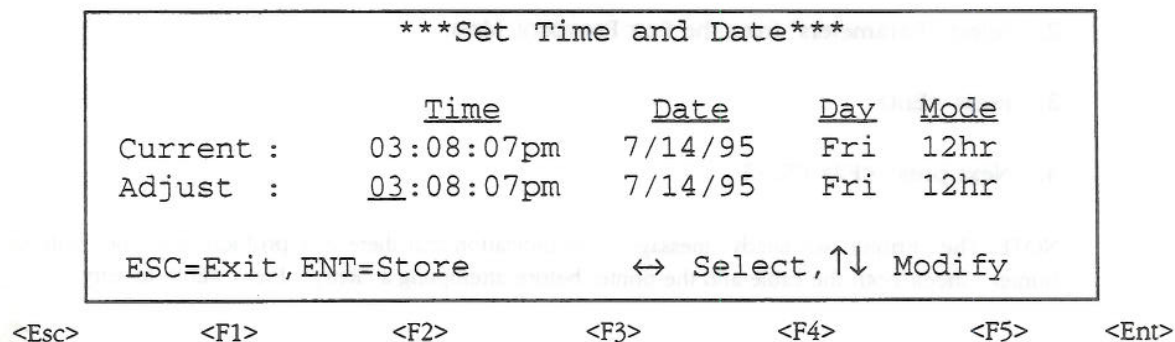 ***Set Time and Date***
Time Date Day Mode
Current : 03:08:07pm 7/14/95 Fri 12hr
Adjust : 03:08:07pm 7/14/95 Fri 12hr
ESC=Exit,ENT=Store ↔ Select,↑↓ Modify
<Esc> <F1> <F2> <F3> <F4> <F5> <Ent>